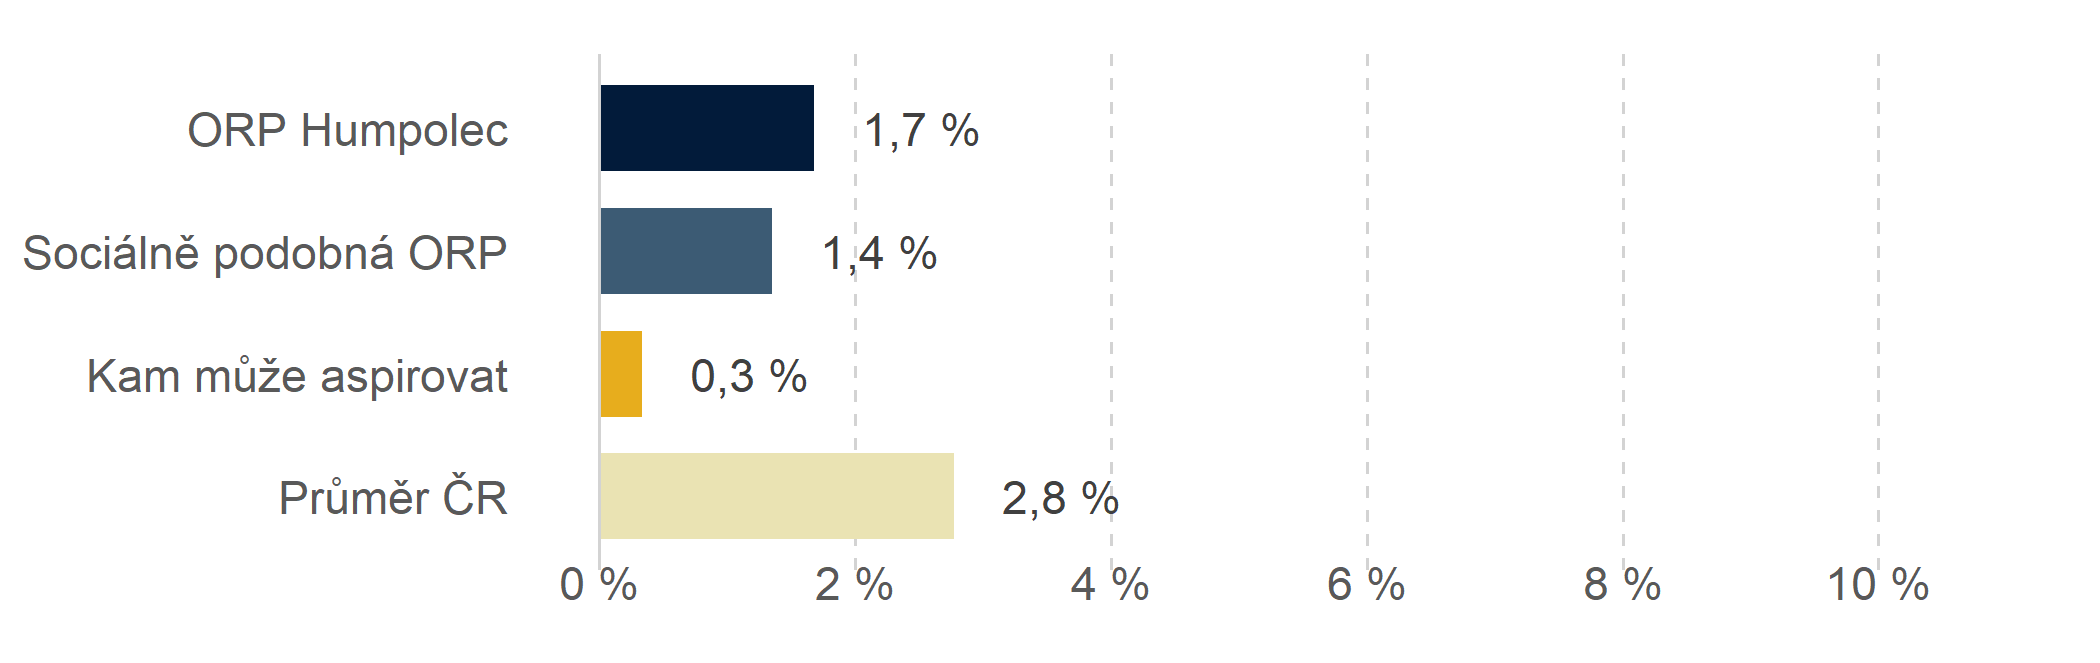 ORP Humpolec 1,7 %
Sociálně podobná ORP 1,4 %
Kam může aspirovat 0,3 %
Průměr ČR 2,8 %
0 % 2 % 4 % 6 % 8 % 10 %